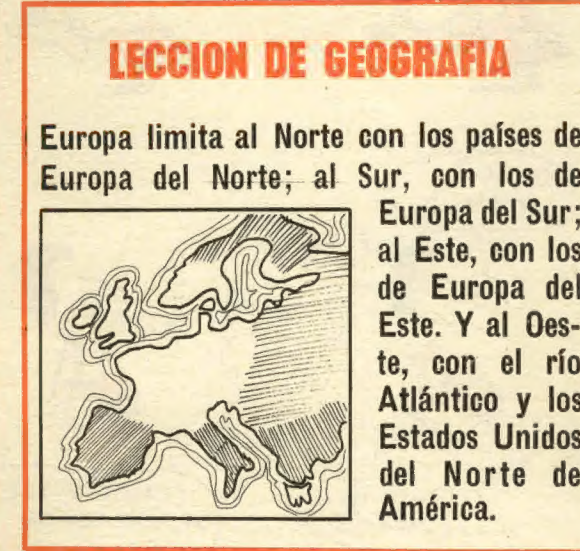 LECCION DE GEOGRAFIA
Europa limita al Norte con los países de
Europa del Norte; al Sur, con los de
Europa del Sur;
al Este, con los
de Europa del
Este. Y al Oes-
te, con el río
Atlántico y los
Estados Unidos
del Norte de
América.